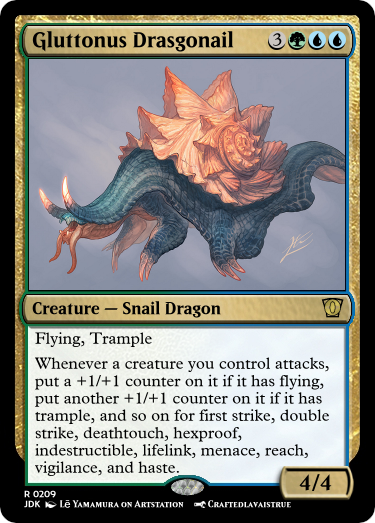 Gluttonus Drasgonail 3
Creature — Snail Dragon
Flying, Trample
Whenever a creature you control attacks,
put a +1/+1 counter on it if it has flying,
put another +1/+1 counter on it if it has
trample, and so on for first strike, double
strike, deathtouch, hexproof,
indestructible, lifelink, menace, reach,
vigilance, and haste.
4/4
R 0209
JDK Lê Yamamura on Artstation Craftedlavaistrue